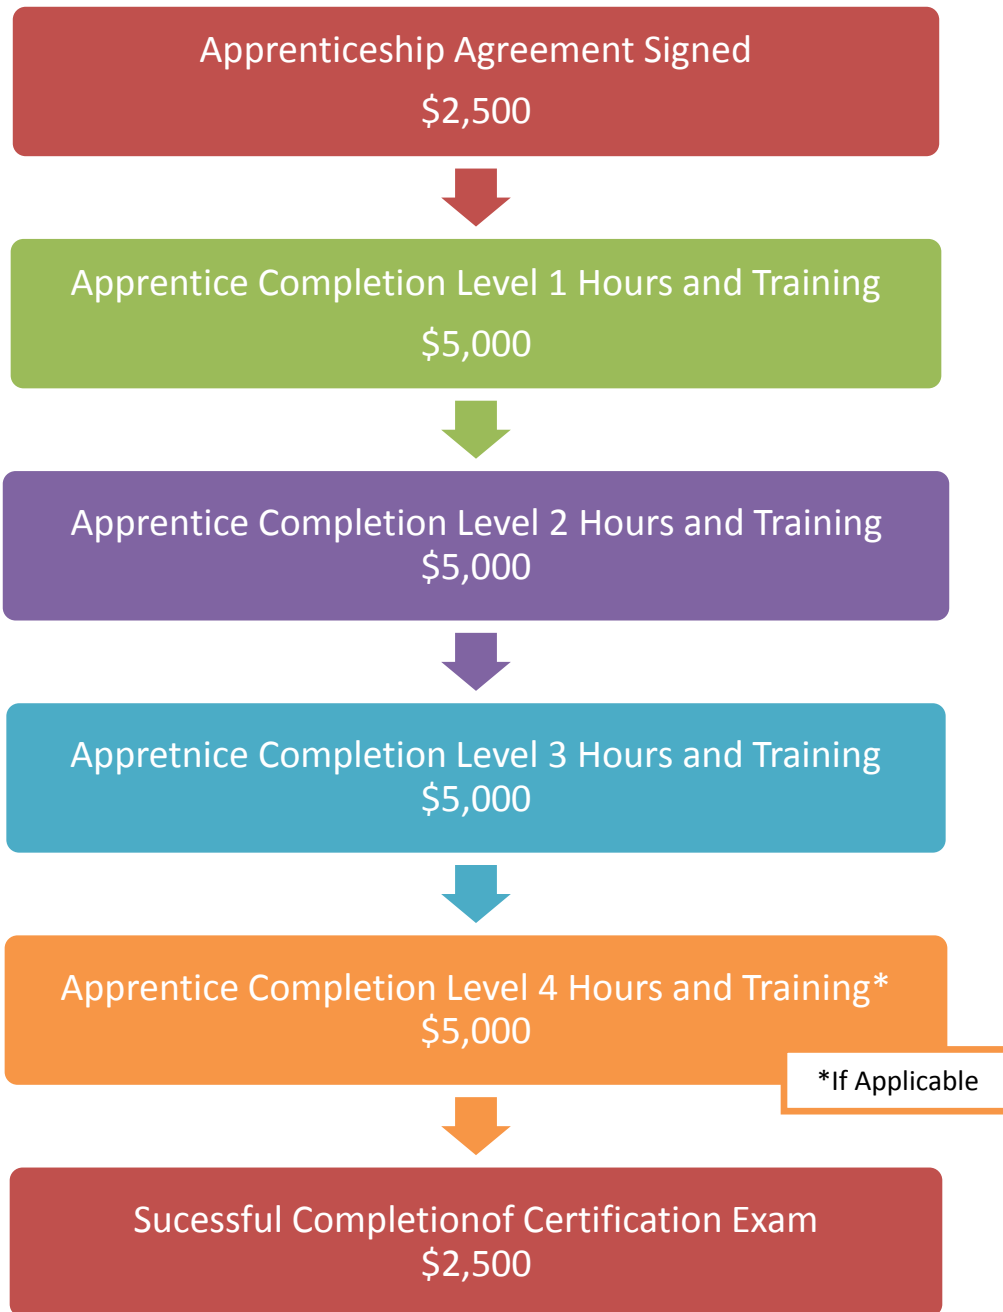 Apprenticeship Agreement Signed
$2,500
Apprentice Completion Level 1 Hours and Training
$5,000
Apprentice Completion Level 2 Hours and Training
$5,000
Appretnice Completion Level 3 Hours and Training
$5,000
Apprentice Completion Level 4 Hours and Training*
$5,000
*If Applicable
Sucessful Completionof Certification Exam
$2,500